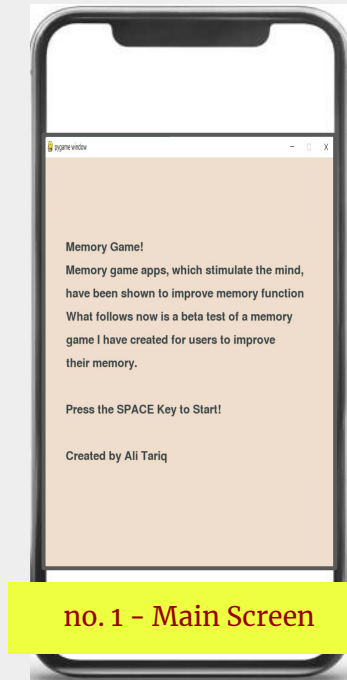 pygame window
Memory Game!
Memory game apps, which stimulate the mind,
have been shown to improve memory function
What follows now is a beta test of a memory
game I have created for users to improve
their memory.
Press the SPACE Key to Start!
Created by Ali Tariq
no. 1 - Main Screen